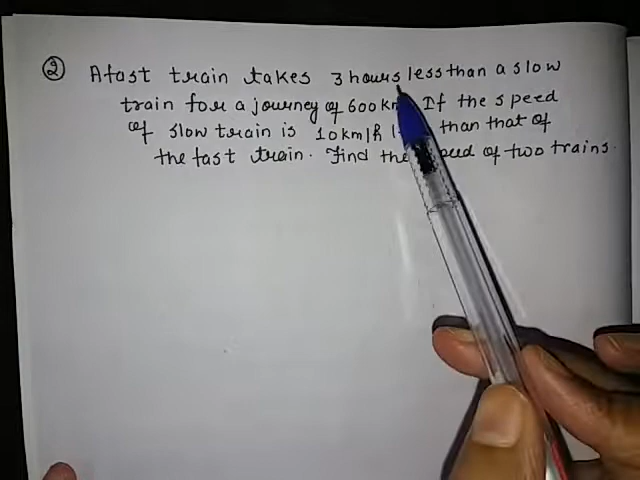 ② A fast train takes 3 hours less than a slow
train for a journey of 600 km If the speed
of slow train is 10 km/h than that of
the fast train. Find the of two trains.